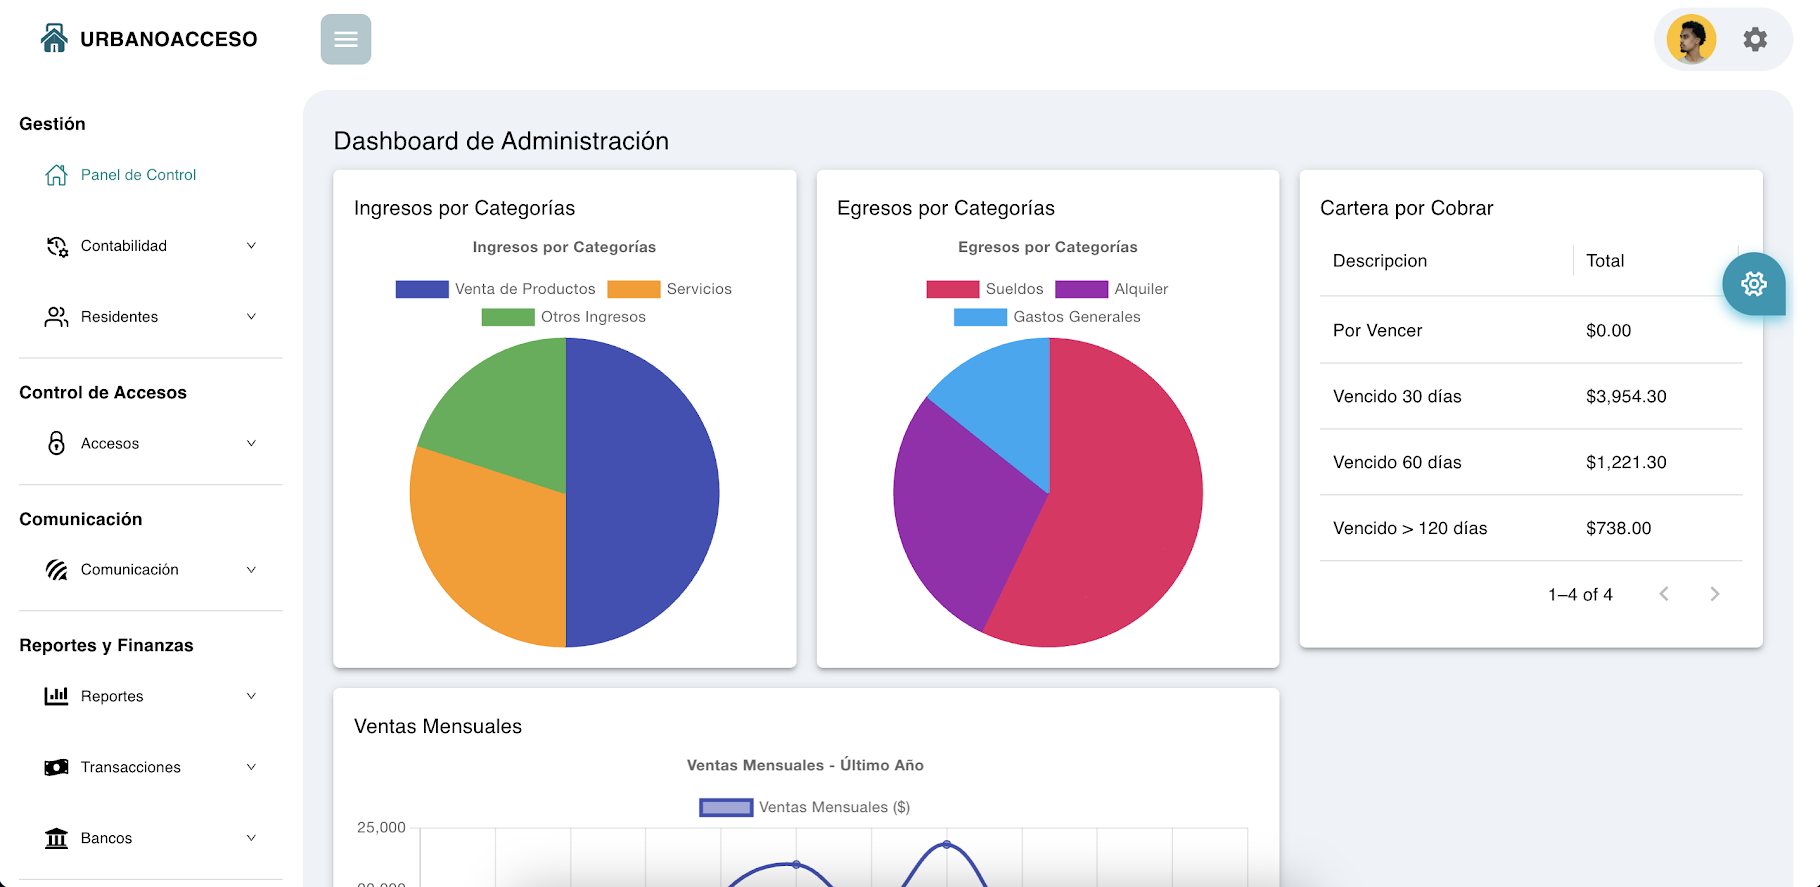 URBANOACCESO
Gestión
Panel de Control
Contabilidad
Residentes
Control de Accesos
Accesos
Comunicación
Comunicación
Reportes y Finanzas
Reportes
Transacciones
Bancos
Dashboard de Administración
Ingresos por Categorías
Ingresos por Categorías
Venta de Productos Servicios
Otros Ingresos
Egresos por Categorías
Egresos por Categorías
Sueldos Alquiler
Gastos Generales
Cartera por Cobrar
Descripcion Total
Por Vencer $0.00
Vencido 30 días $3,954.30
Vencido 60 días $1,221.30
Vencido > 120 días $738.00
1–4 of 4
Ventas Mensuales
Ventas Mensuales - Último Año
Ventas Mensuales ($)
25,000